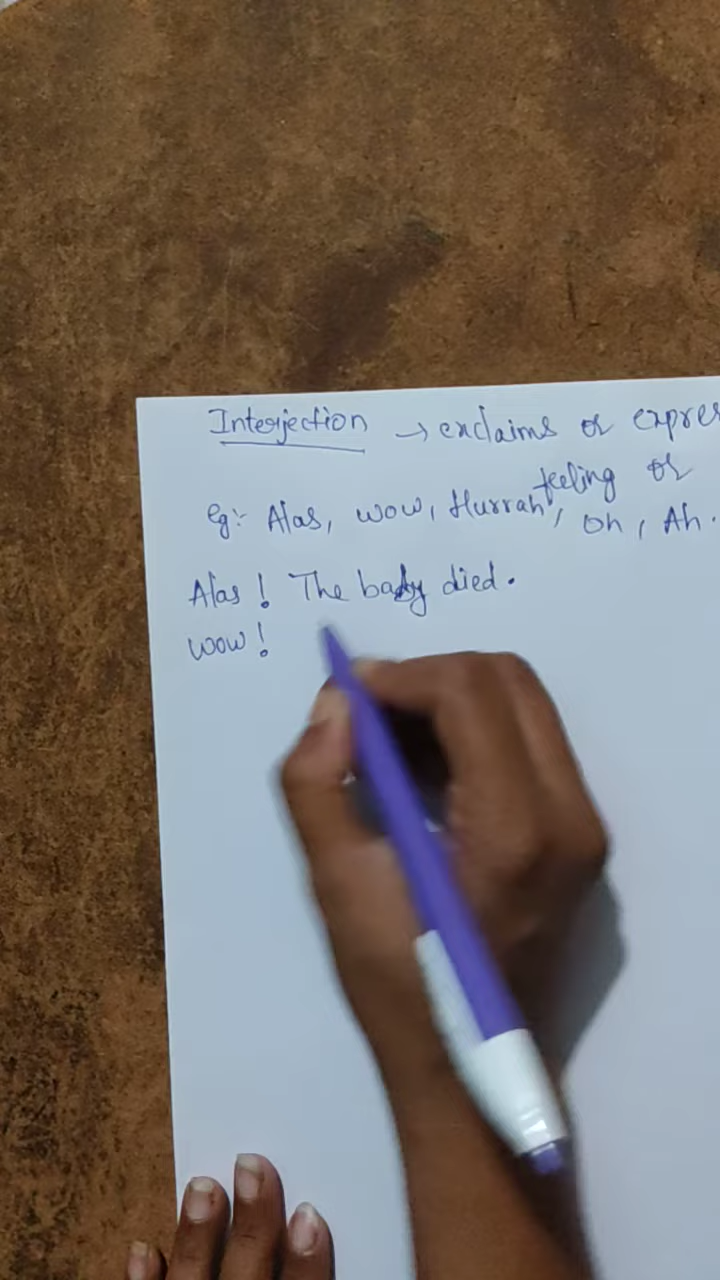 Interjection → exclaims or expres
feeling or
Eg:- Alas, wow, Hurrah, Oh, Ah.
Alas! The baby died.
wow!